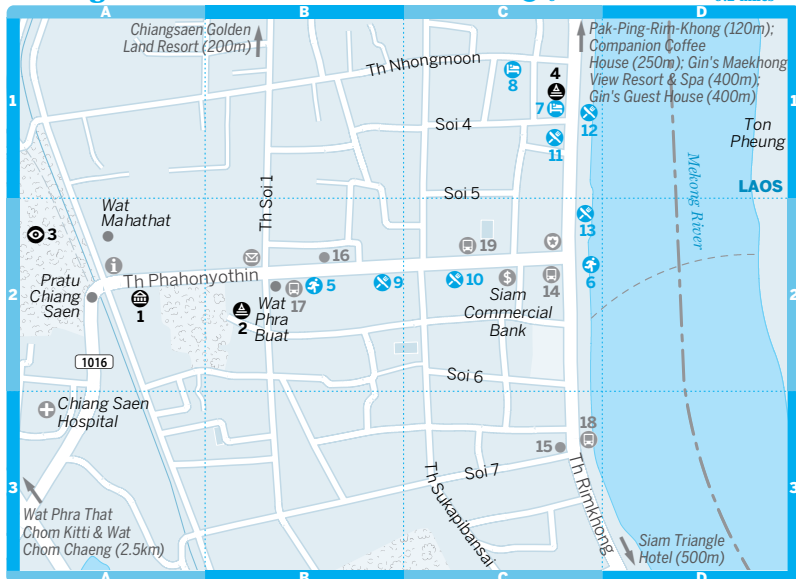 A
B
C
D
Chiangsaen Golden
Land Resort (200m)
Pak-Ping-Rim-Khong (120m);
Companion Coffee
House (250m); Gin's Maekhong
View Resort & Spa (400m);
Gin's Guest House (400m)
Th Nhongmoon
8
4
7
1
1
12
Soi 4
11
Ton
Pheung
Mekong River
LAOS
Soi 5
Th Soi 1
Wat
Mahathat
3
13
19
16
Th Phahonyothin
Pratu
Chiang
Saen
1
2
Wat
Phra
Buat
17
5
9
10
$
Siam
Commercial
Bank
14
6
2
2
1016
Soi 6
Chiang Saen
Hospital
15
18
Soi 7
Th Sukapibansai
Th Rimkhong
3
3
Wat Phra That
Chom Kitti & Wat
Chom Chaeng (2.5km)
Siam Triangle
Hotel (500m)
A
B
C
D